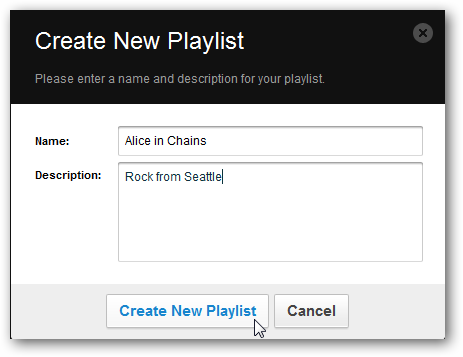 Create New Playlist
Please enter a name and description for your playlist.
Name: Alice in Chains
Description: Rock from Seattle
Create New Playlist Cancel